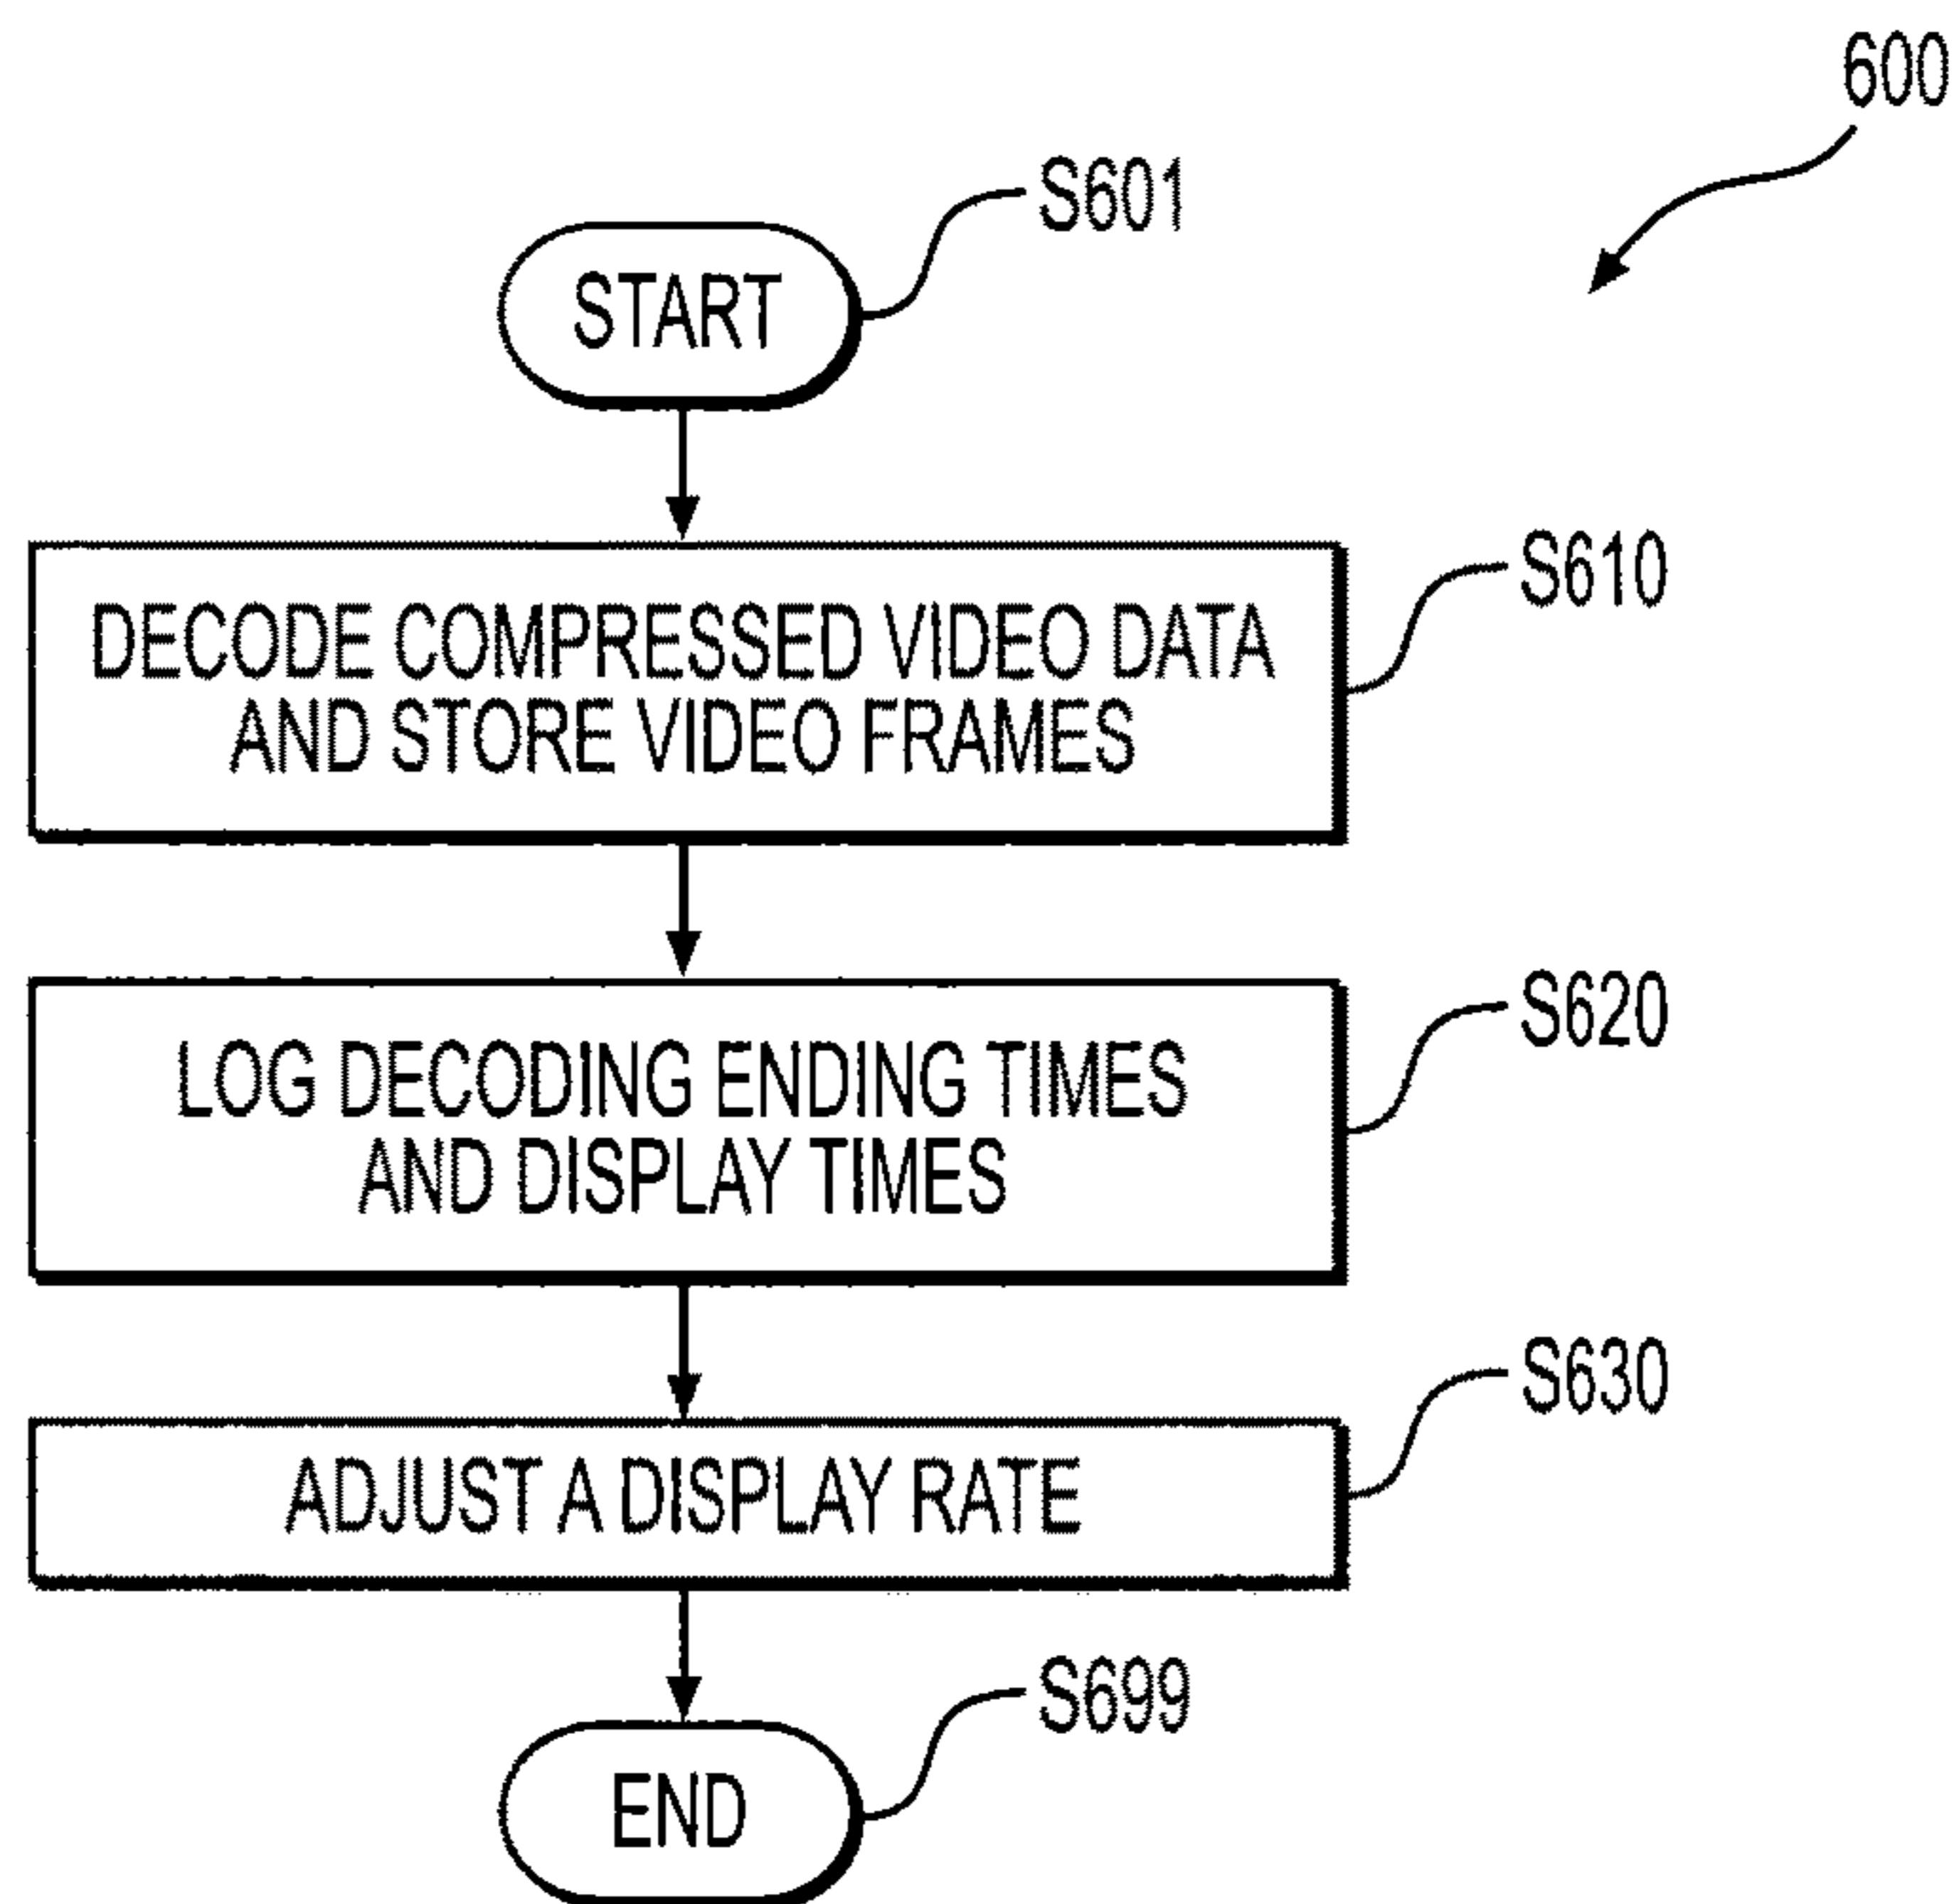 600
S601
START
S610
DECODE COMPRESSED VIDEO DATA
AND STORE VIDEO FRAMES
S620
LOG DECODING ENDING TIMES
AND DISPLAY TIMES
S630
ADJUST A DISPLAY RATE
S699
END